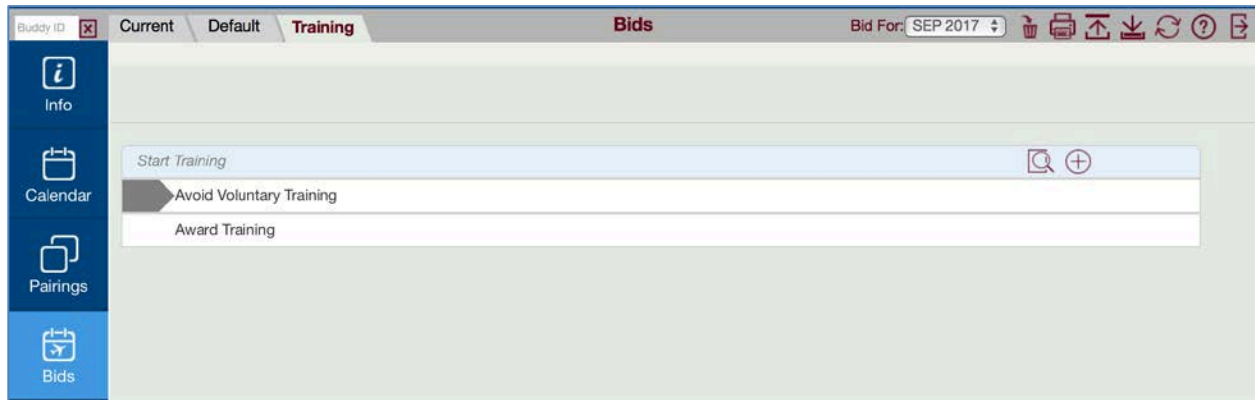 Buddy ID X Current Default Training Bids Bid For: SEP 2017
Info
Calendar
Pairings
Bids
Start Training
Avoid Voluntary Training
Award Training